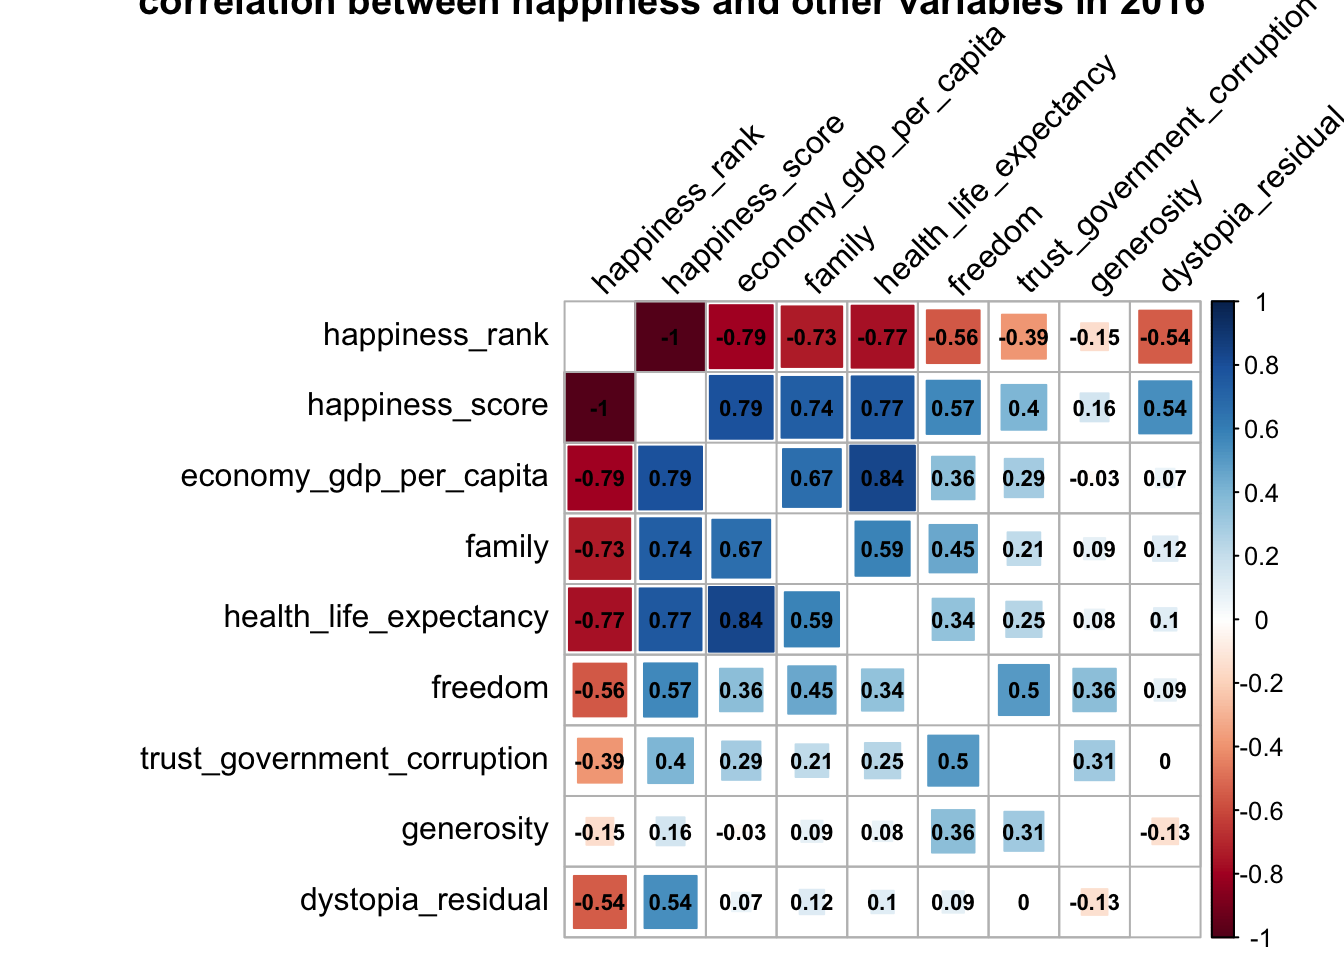 correlation between happiness and other variables in 2016
happiness_rank
happiness_score
economy_gdp_per_capita
family
health_life_expectancy
freedom
trust_government_corruption
generosity
dystopia_residual
happiness_rank -1 -0.79 -0.73 -0.77 -0.56 -0.39 -0.15 -0.54
happiness_score -1 0.79 0.74 0.77 0.57 0.4 0.16 0.54
economy_gdp_per_capita -0.79 0.79 0.67 0.84 0.36 0.29 -0.03 0.07
family -0.73 0.74 0.67 0.59 0.45 0.21 0.09 0.12
health_life_expectancy -0.77 0.77 0.84 0.59 0.34 0.25 0.08 0.1
freedom -0.56 0.57 0.36 0.45 0.34 0.5 0.36 0.09
trust_government_corruption -0.39 0.4 0.29 0.21 0.25 0.5 0.31 0
generosity -0.15 0.16 -0.03 0.09 0.08 0.36 0.31 -0.13
dystopia_residual -0.54 0.54 0.07 0.12 0.1 0.09 0 -0.13
1
0.8
0.6
0.4
0.2
0
-0.2
-0.4
-0.6
-0.8
-1